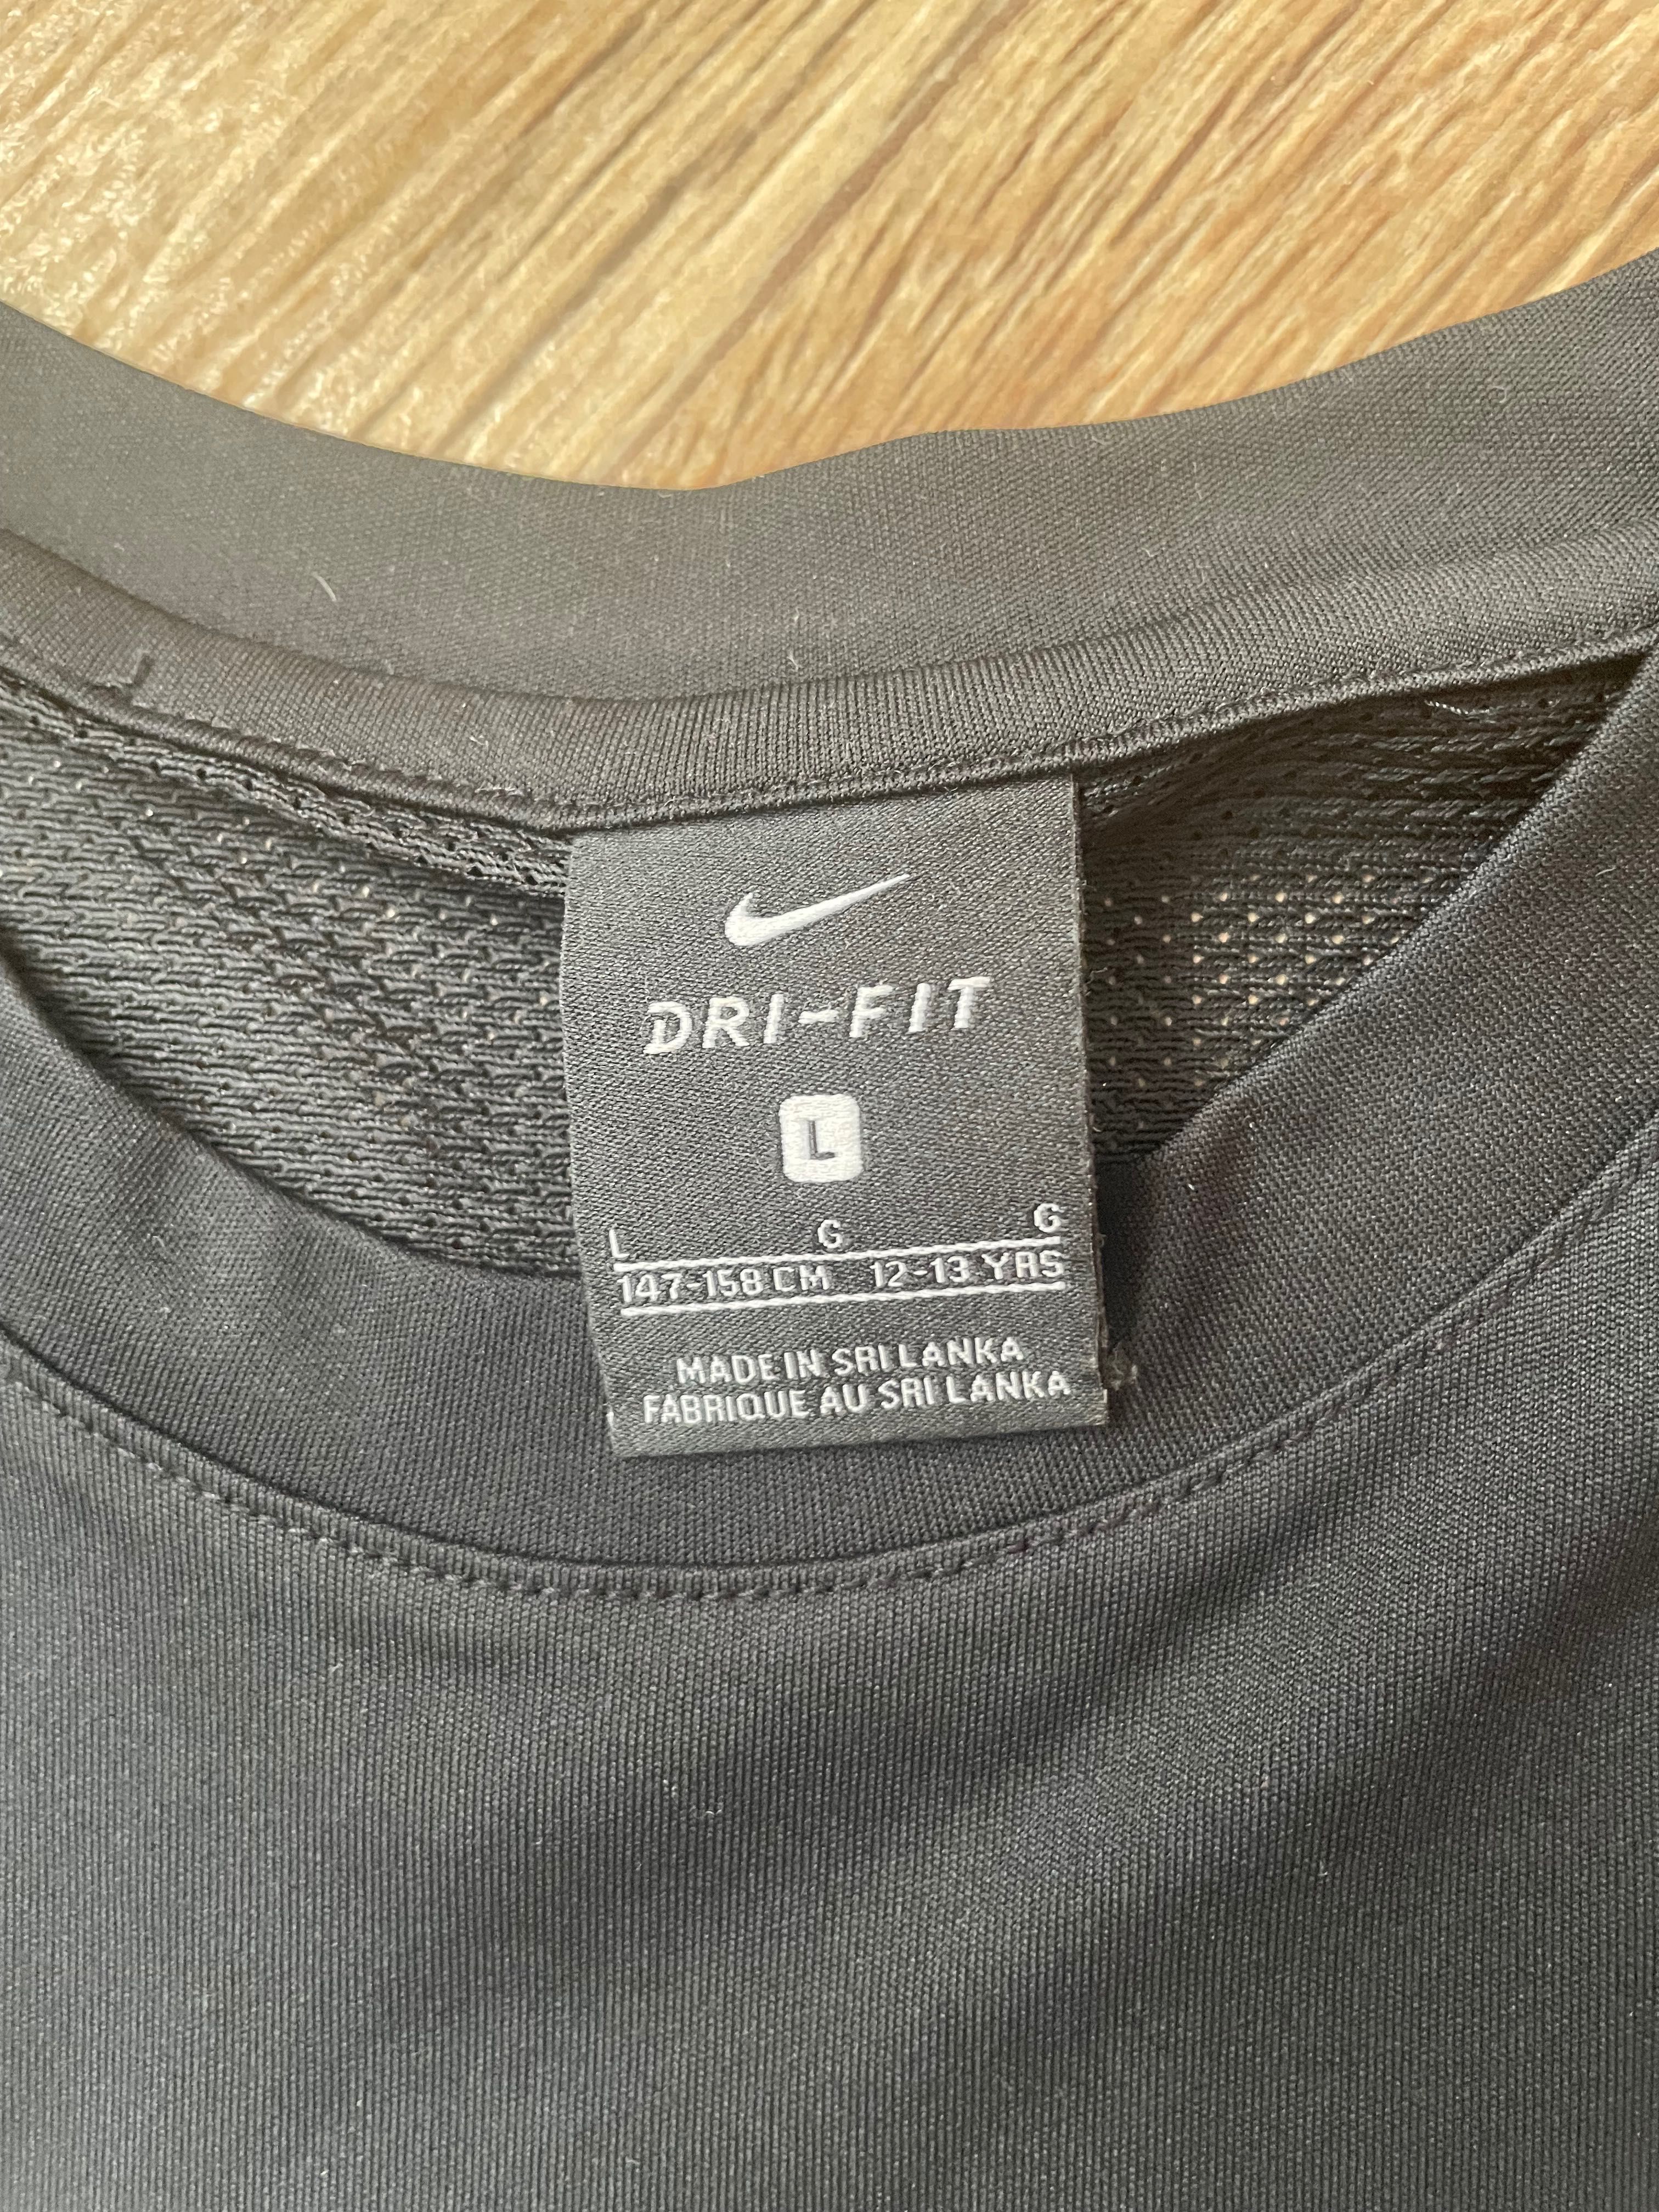 DRI-FIT
L
L G G
147-158 CM 12-13 YRS
MADE IN SRI LANKA
FABRIQUE AU SRI LANKA